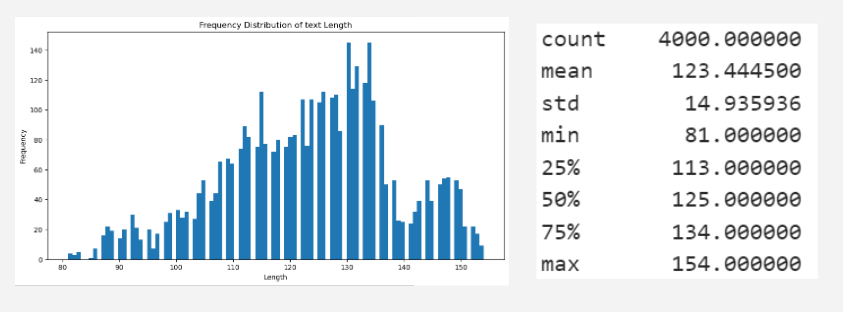 Frequency Distribution of text Length
140
120
100
80
60
40
20
0
Frequency
80 90 100 110 120 130 140 150
Length
count 4000.000000
mean 123.444500
std 14.935936
min 81.000000
25% 113.000000
50% 125.000000
75% 134.000000
max 154.000000